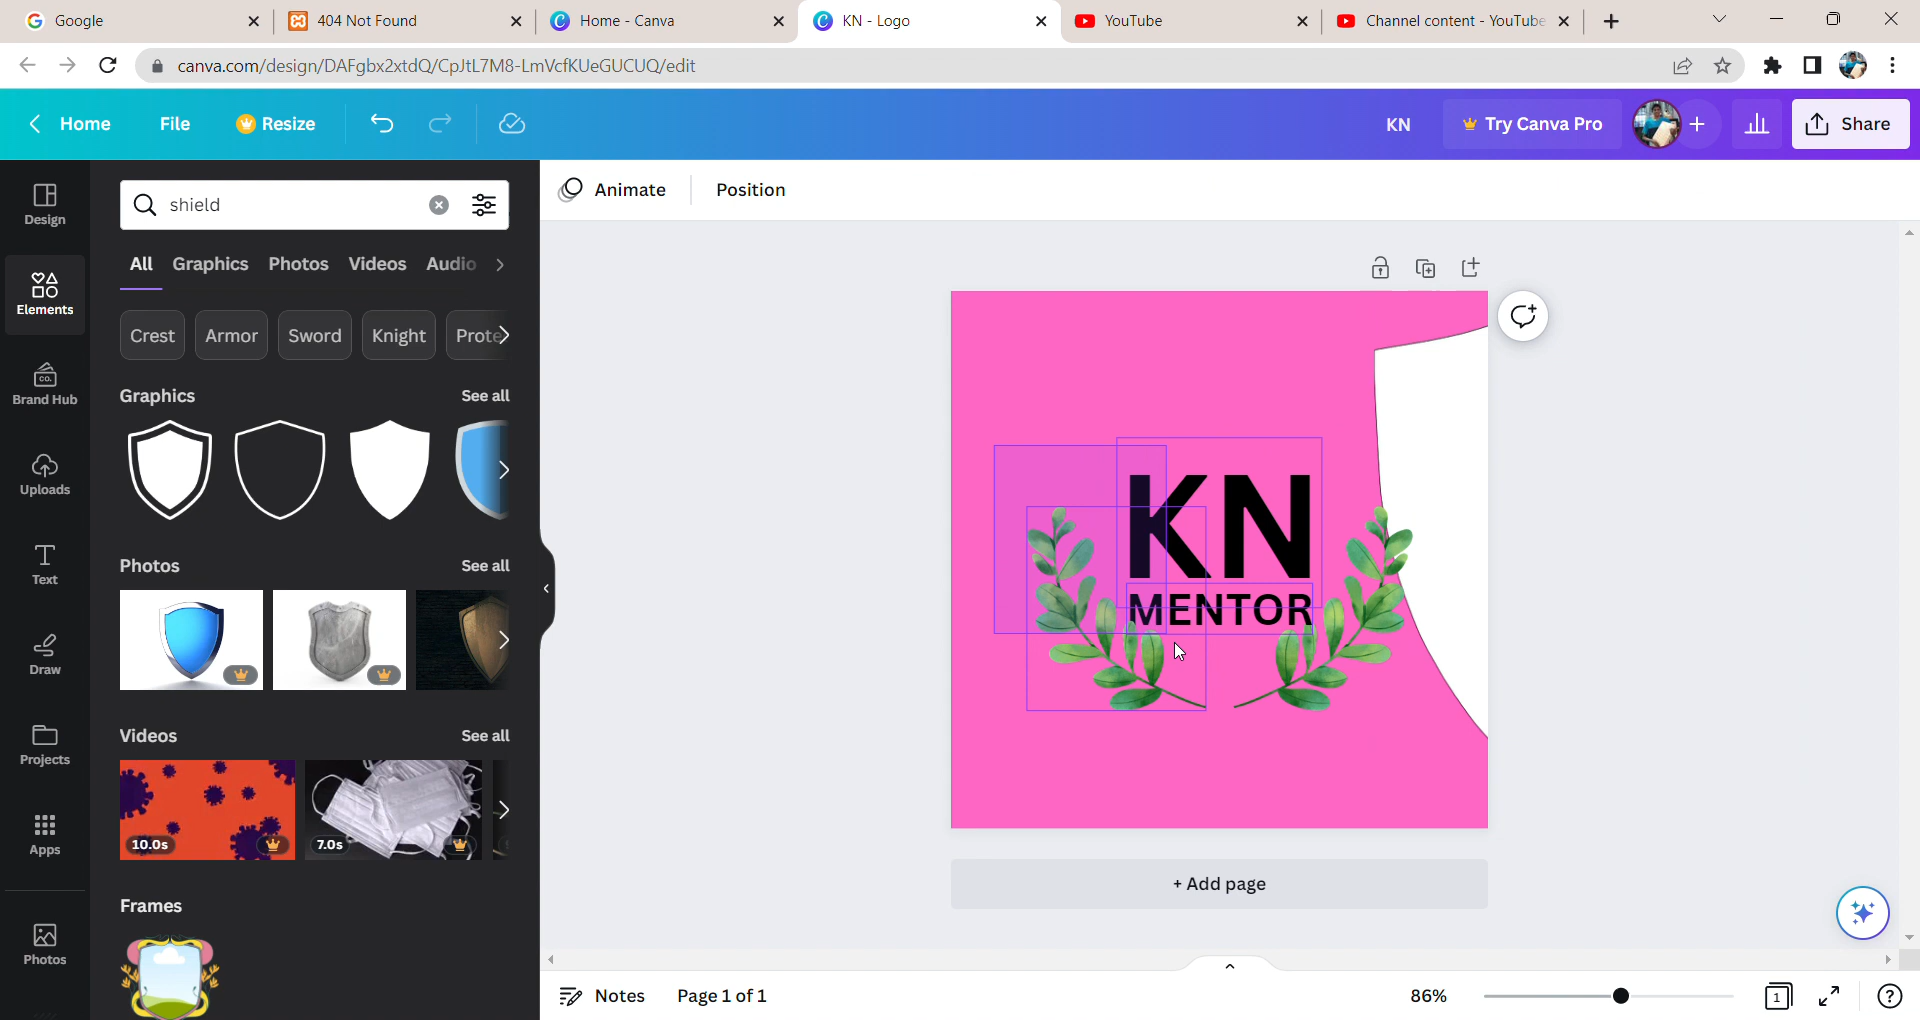 Google
404 Not Found
Home - Canva
KN - Logo
YouTube
Channel content - YouTube
canva.com/design/DAFgbx2xtdQ/CpJtL7M8-LmVcfKUeGUCUQ/edit
Home
File
Resize
KN
Try Canva Pro
Share
Design
Elements
Brand Hub
CO.
Uploads
Text
Draw
Projects
Apps
Photos
shield
All
Graphics
Photos
Videos
Audio
Crest
Armor
Sword
Knight
Prote
Graphics
See all
Photos
See all
Videos
See all
10.0s
7.0s
Frames
Animate
Position
KN
MENTOR
+ Add page
Notes
Page 1 of 1
86%
1